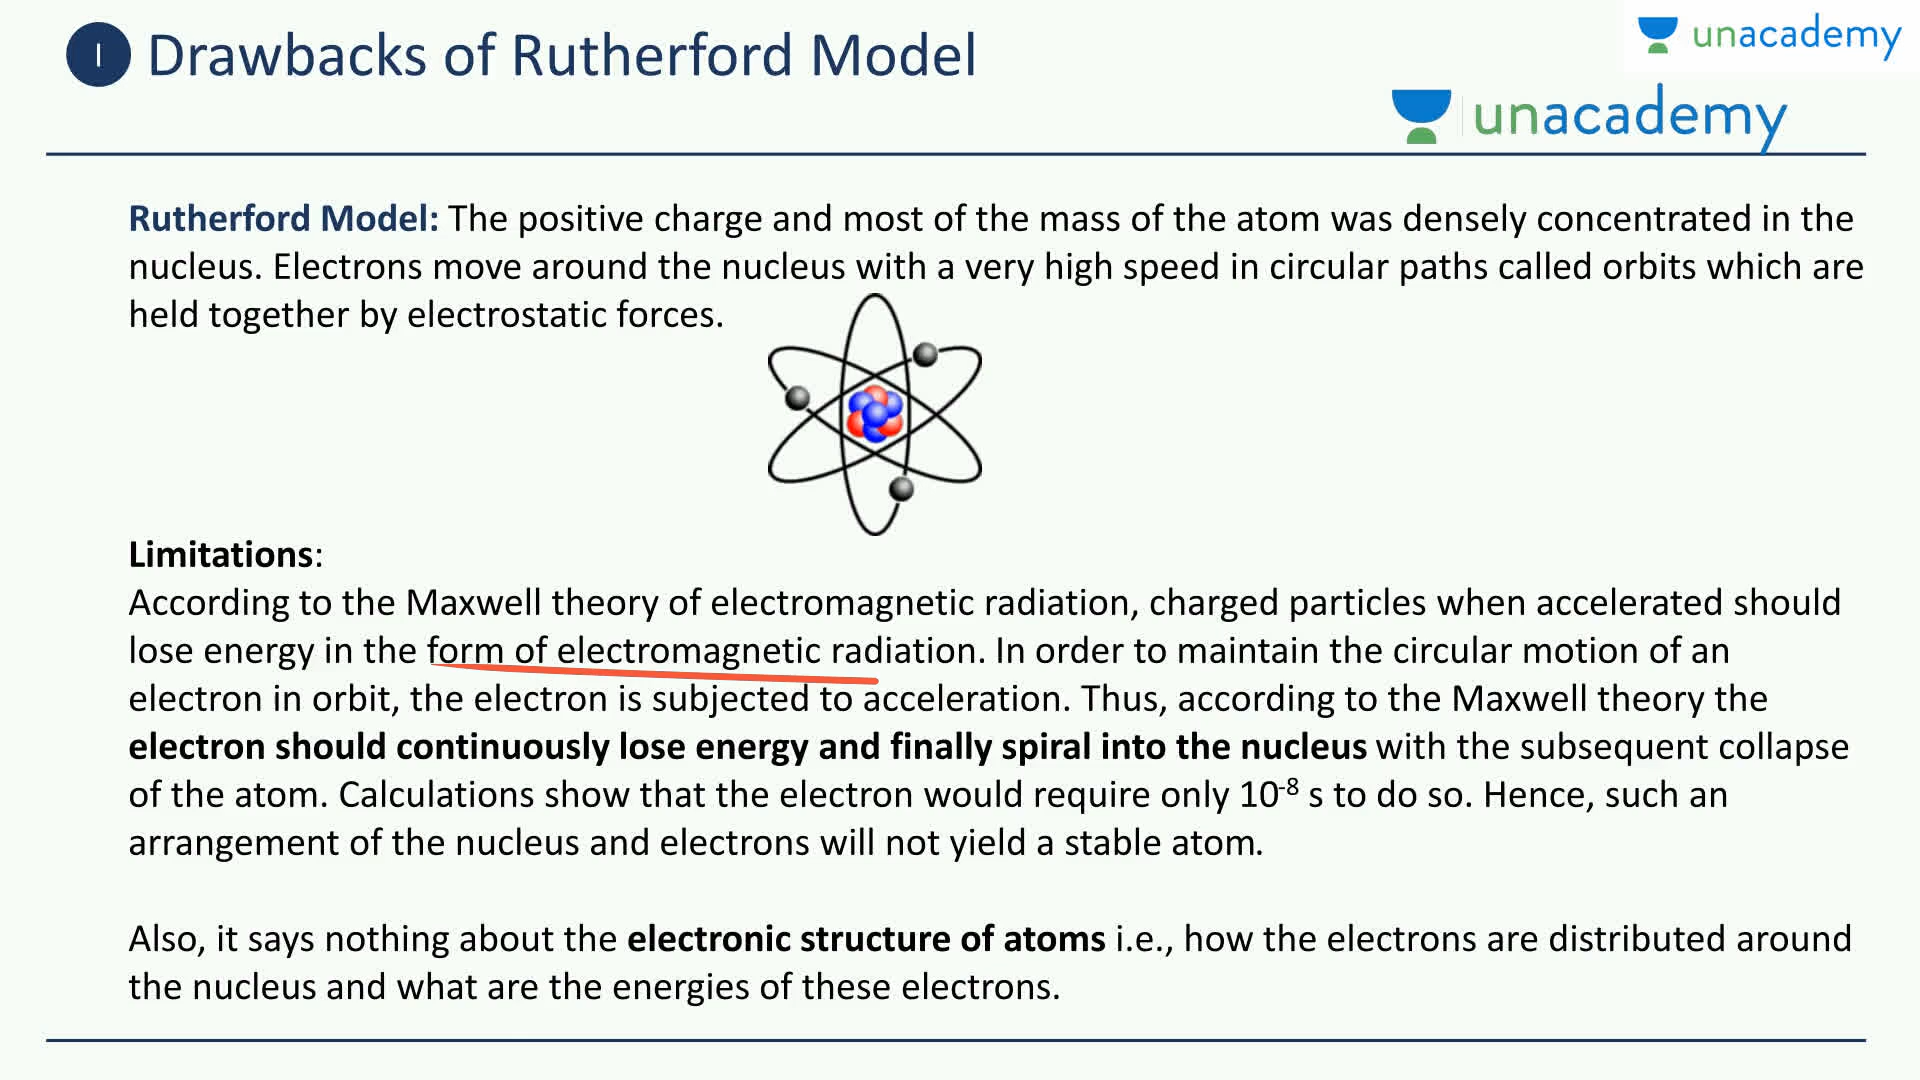 I Drawbacks of Rutherford Model
unacademy
unacademy
Rutherford Model: The positive charge and most of the mass of the atom was densely concentrated in the
nucleus. Electrons move around the nucleus with a very high speed in circular paths called orbits which are
held together by electrostatic forces.
Limitations:
According to the Maxwell theory of electromagnetic radiation, charged particles when accelerated should
lose energy in the form of electromagnetic radiation. In order to maintain the circular motion of an
electron in orbit, the electron is subjected to acceleration. Thus, according to the Maxwell theory the
electron should continuously lose energy and finally spiral into the nucleus with the subsequent collapse
of the atom. Calculations show that the electron would require only 10⁻⁸ s to do so. Hence, such an
arrangement of the nucleus and electrons will not yield a stable atom.
Also, it says nothing about the electronic structure of atoms i.e., how the electrons are distributed around
the nucleus and what are the energies of these electrons.